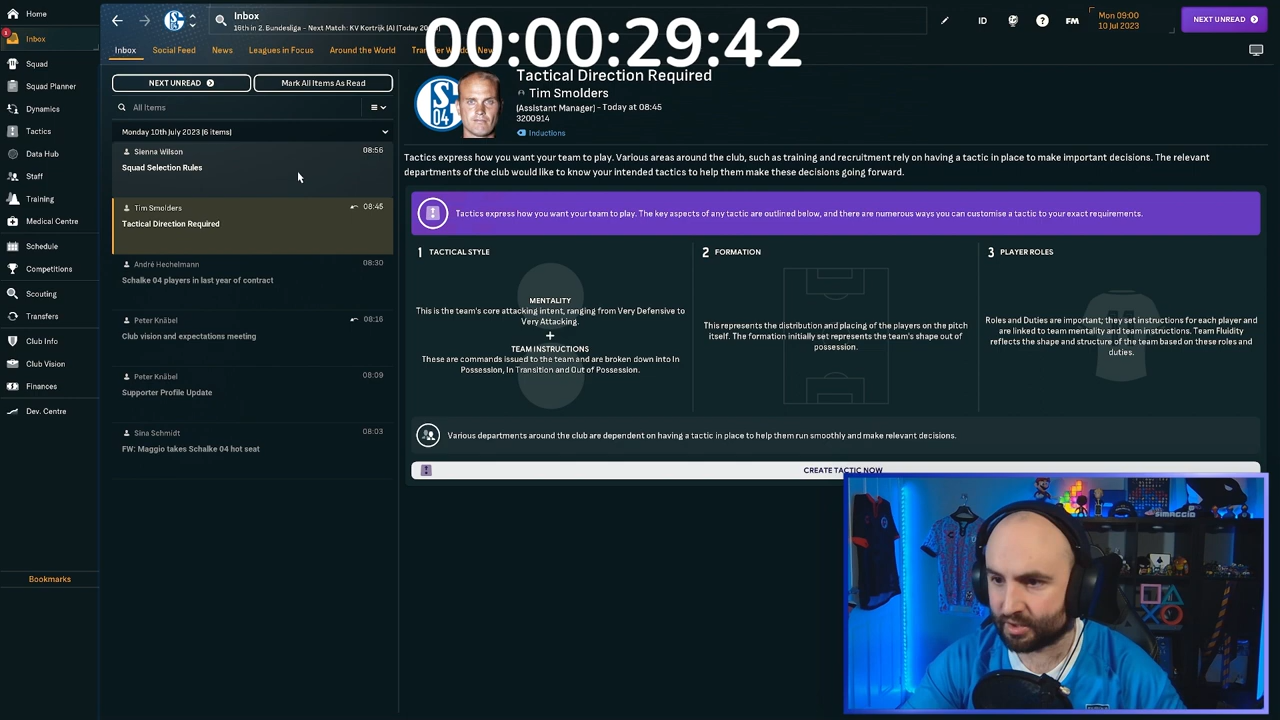 Home
Inbox
1
Squad
Squad Planner
Dynamics
Tactics
Data Hub
Staff
Training
Medical Centre
Schedule
Competitions
Scouting
Transfers
Club Info
Club Vision
Finances
Dev. Centre
Bookmarks
Inbox
16th in 2. Bundesliga - Next Match: KV Kortrijk (A) (Today 20
00:00:29:42
ID
?
FM
Mon 09:00
10 Jul 2023
NEXT UNREAD
Inbox
Social Feed
News
Leagues in Focus
Around the World
NEXT UNREAD
Mark All Items As Read
All Items
Monday 10th July 2023 (6 items)
Sienna Wilson
08:56
Squad Selection Rules
Tim Smolders
08:45
Tactical Direction Required
André Hechelmann
08:30
Schalke 04 players in last year of contract
Peter Knäbel
08:16
Club vision and expectations meeting
Peter Knäbel
08:09
Supporter Profile Update
Sina Schmidt
08:03
FW: Maggio takes Schalke 04 hot seat
Tactical Direction Required
Tim Smolders
(Assistant Manager) - Today at 08:45
3200914
Inductions
Tactics express how you want your team to play. Various areas around the club, such as training and recruitment rely on having a tactic in place to make important decisions. The relevant
departments of the club would like to know your intended tactics to help them make these decisions going forward.
Tactics express how you want your team to play. The key aspects of any tactic are outlined below, and there are numerous ways you can customise a tactic to your exact requirements.
1 TACTICAL STYLE
MENTALITY
This is the team's core attacking intent, ranging from Very Defensive to
Very Attacking.
+
TEAM INSTRUCTIONS
These are commands issued to the team and are broken down into In
Possession, In Transition and Out of Possession.
2 FORMATION
This represents the distribution and placing of the players on the pitch
itself. The formation initially set represents the team's shape out of
possession.
3 PLAYER ROLES
Roles and Duties are important; they set instructions for each player and
are linked to team mentality and team instructions. Team Fluidity
reflects the shape and structure of the team based on these roles and
duties.
Various departments around the club are dependent on having a tactic in place to help them run smoothly and make relevant decisions.
CREATE TACTIC NOW